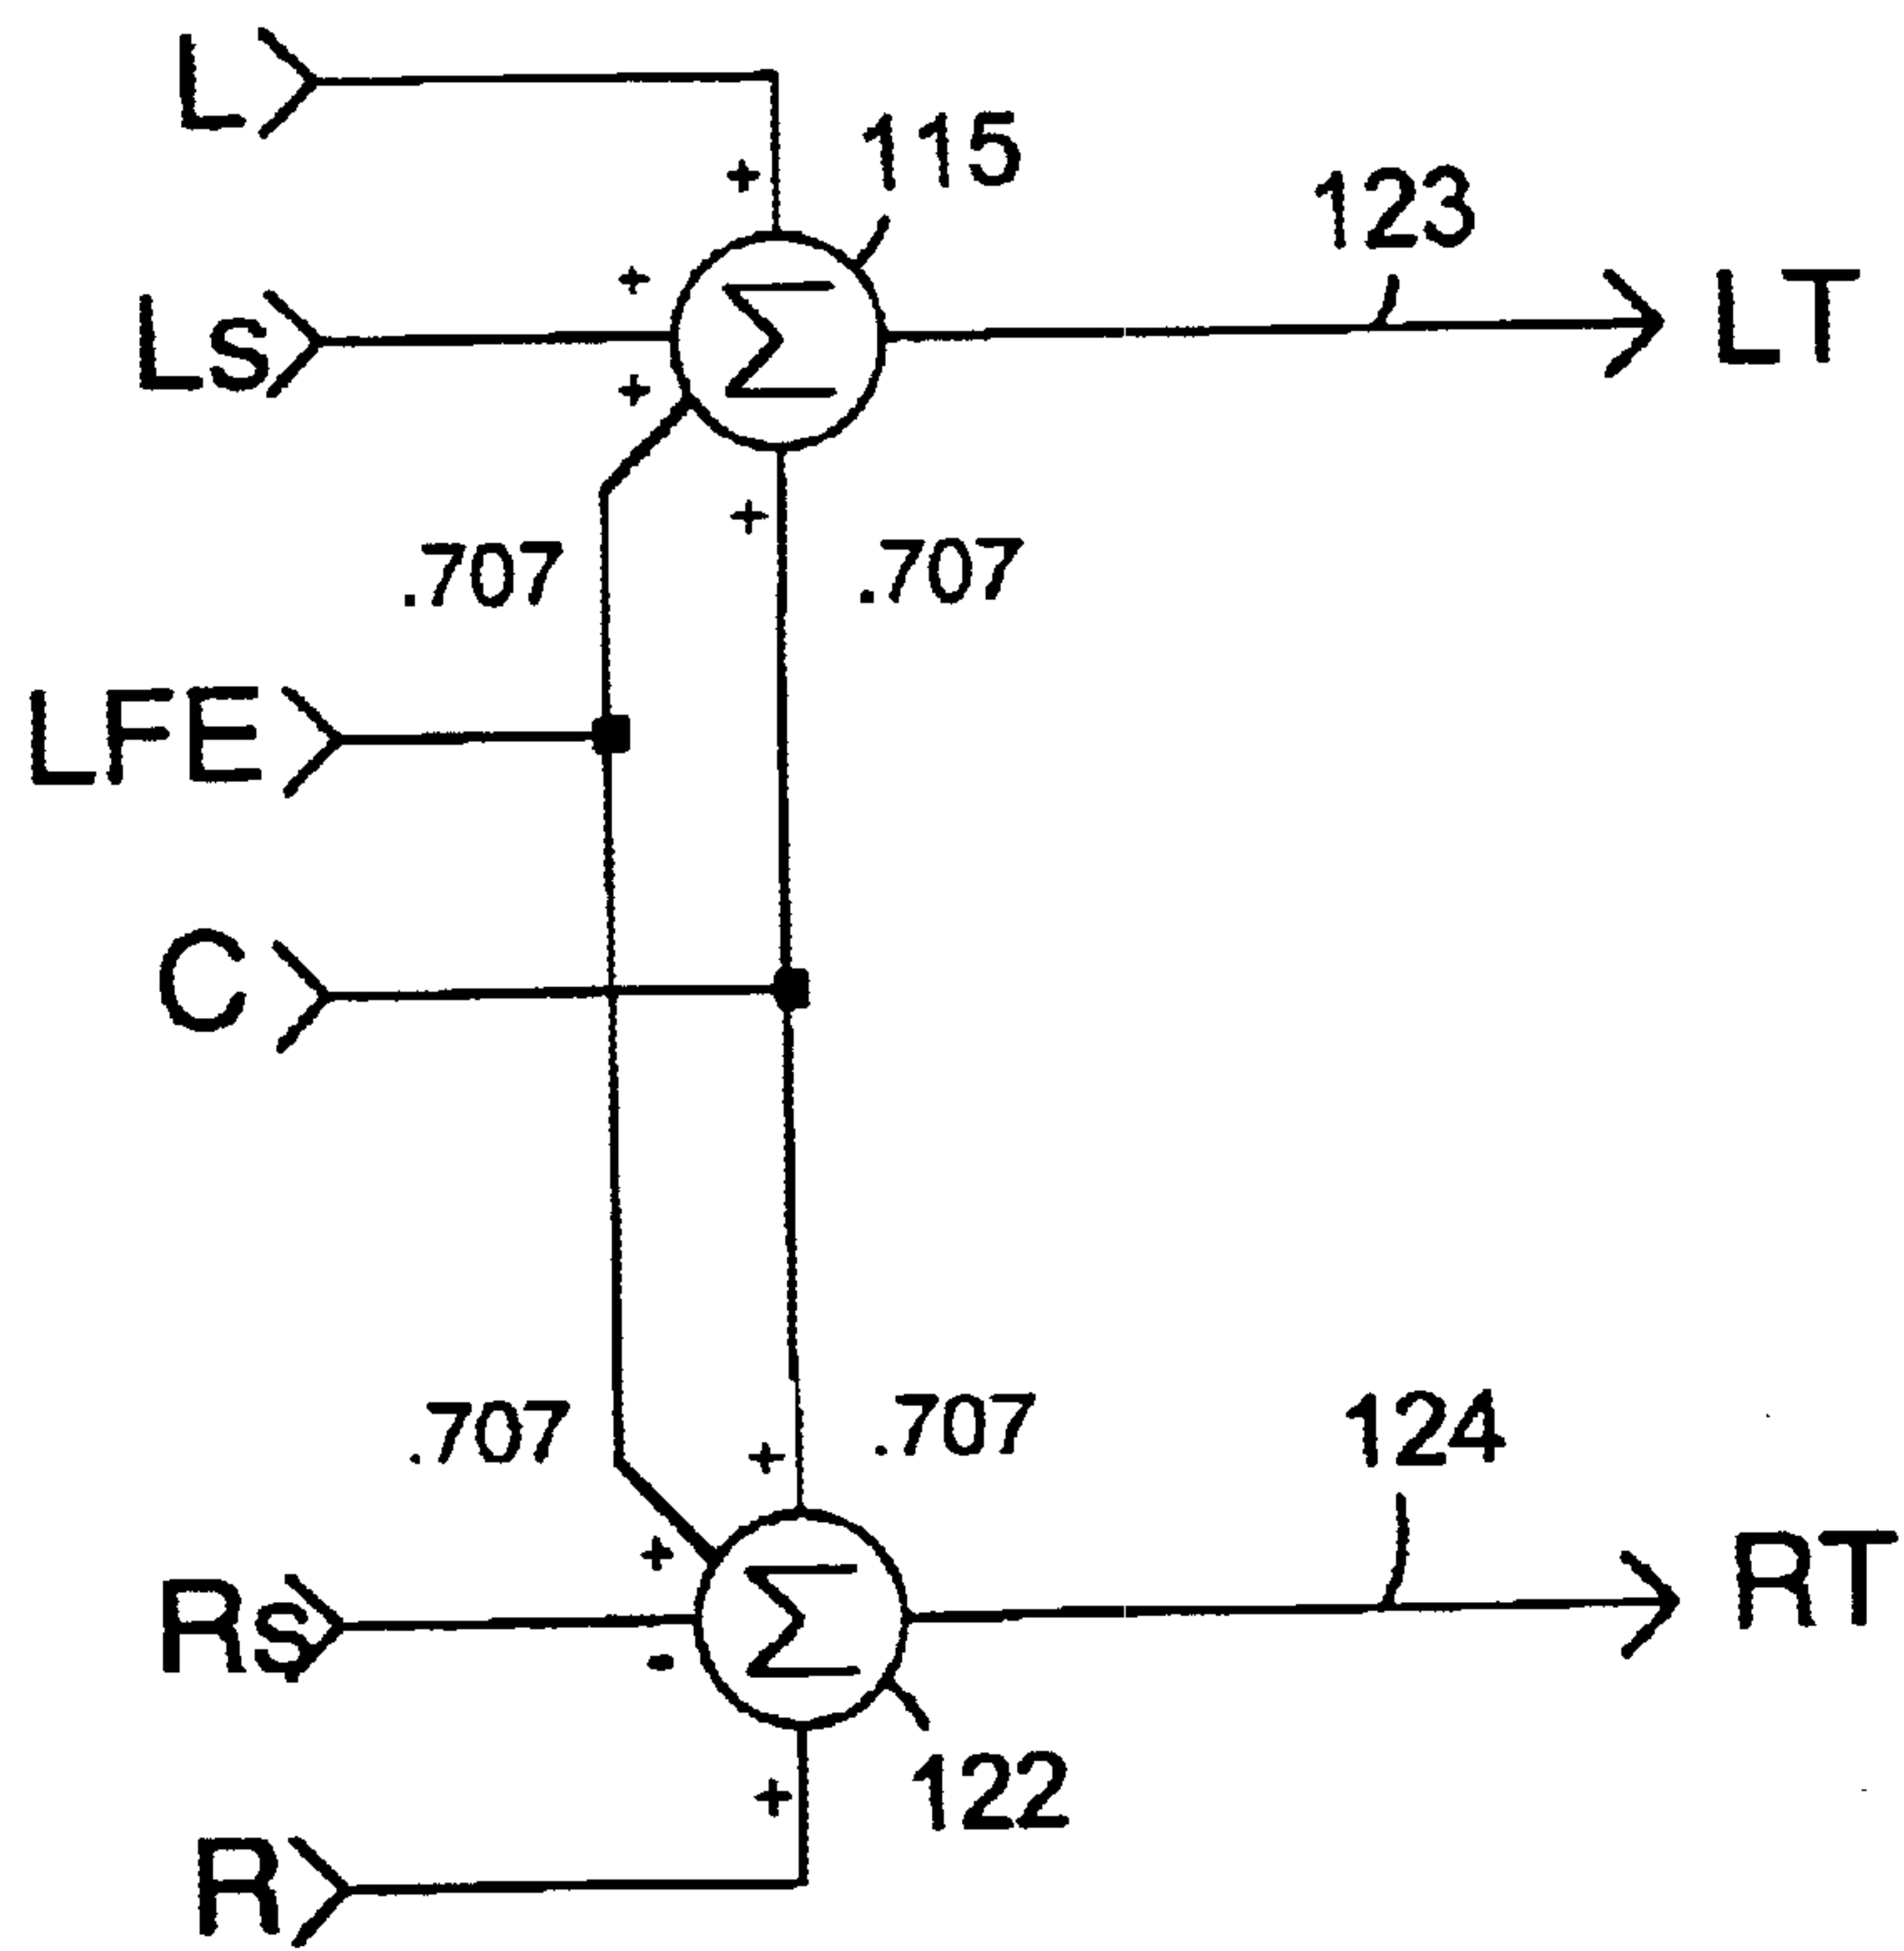 L
115
+
123
+
Ls
Σ
LT
+
+
.707
.707
LFE
C
.707
.707
124
+
+
Rs
Σ
RT
-
122
+
R